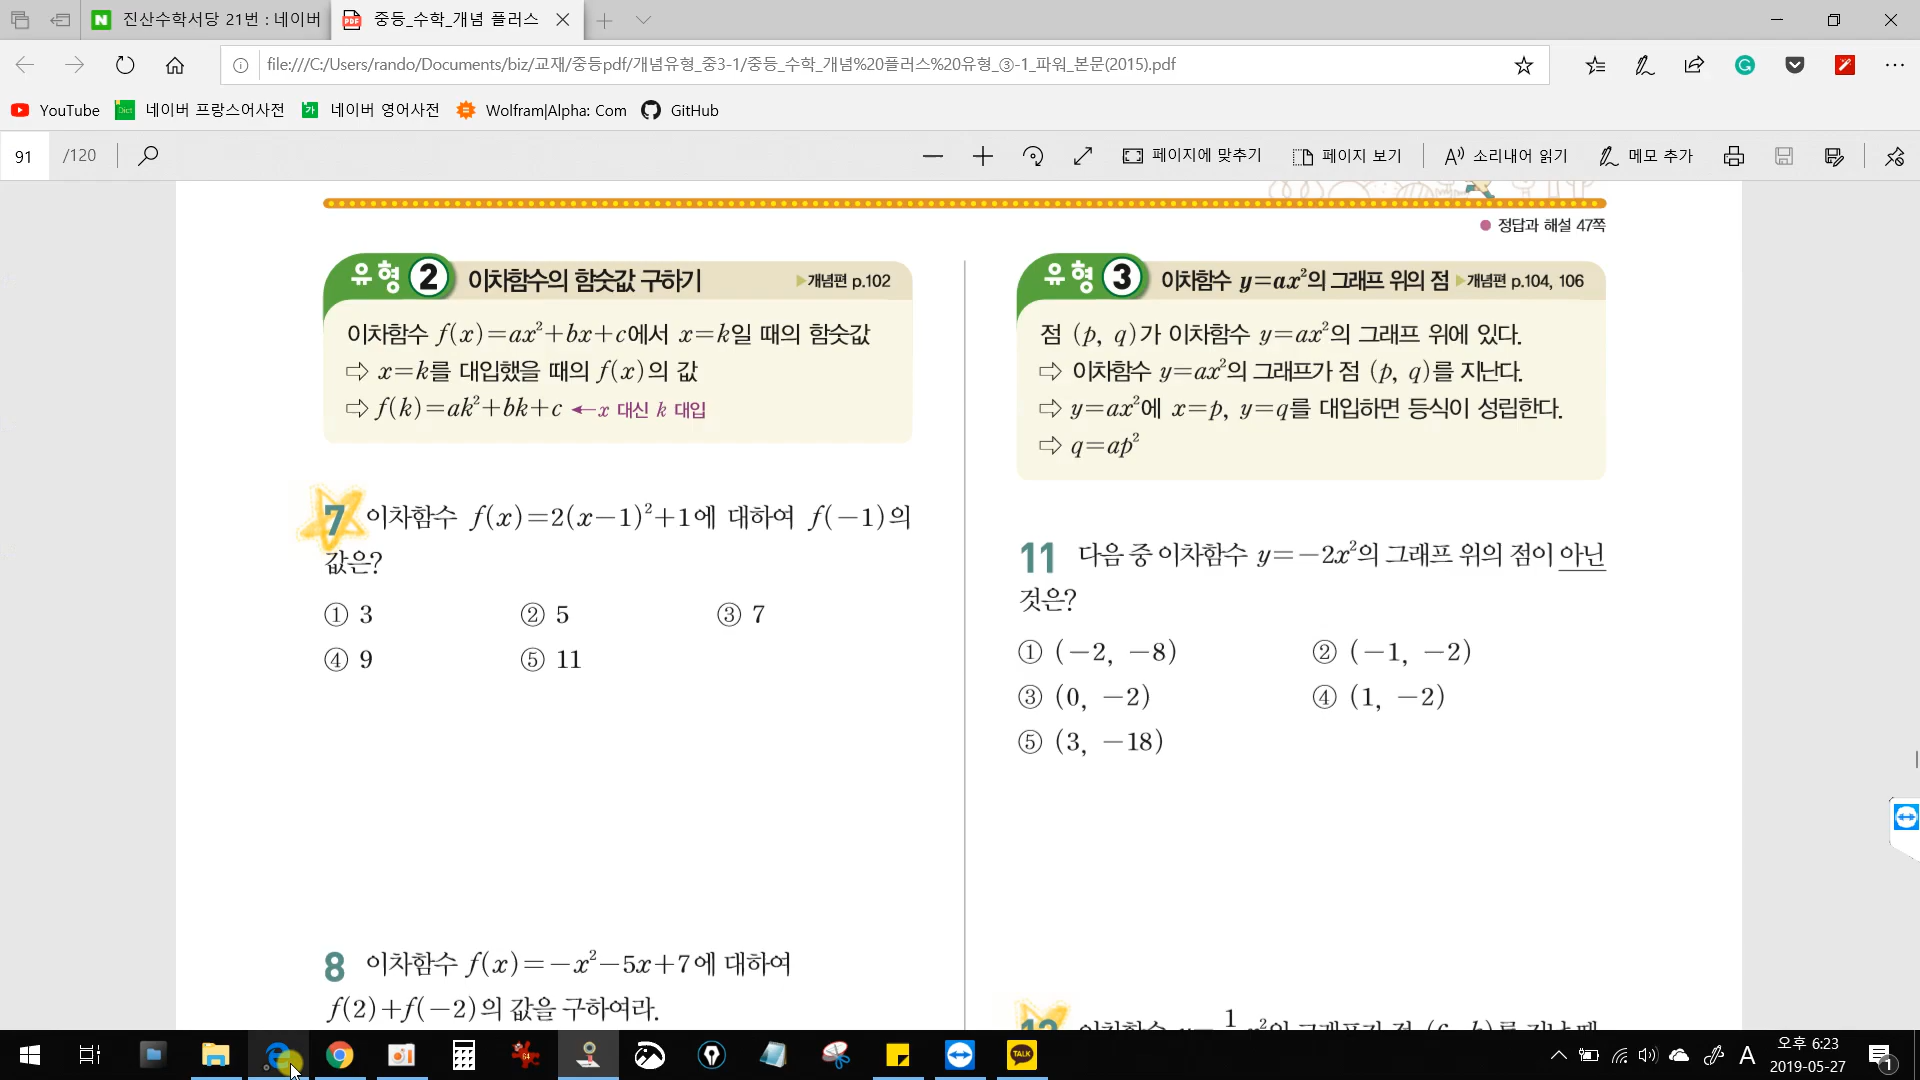 진산수학서당 21번 : 네이버
중등_수학_개념 플러스
file:///C:/Users/rando/Documents/biz/교재/중등pdf/개념유형_중3-1/중등_수학_개념%20플러스%20유형_③-1_파워_본문(2015).pdf
YouTube 네이버 프랑스어사전 네이버 영어사전 Wolfram|Alpha: Com GitHub
91 /120 페이지에 맞추기 페이지 보기 소리내어 읽기 메모 추가
● 정답과 해설 47쪽
유형 2 이차함수의 함숫값 구하기 ▶개념편 p.102
이차함수 f(x)=ax²+bx+c에서 x=k일 때의 함숫값
⇨ x=k를 대입했을 때의 f(x)의 값
⇨ f(k)=ak²+bk+c ←x 대신 k 대입
7 이차함수 f(x)=2(x-1)²+1에 대하여 f(-1)의
값은?
① 3 ② 5 ③ 7
④ 9 ⑤ 11
8 이차함수 f(x)=-x²-5x+7에 대하여
f(2)+f(-2)의 값을 구하여라.
유형 3 이차함수 y=ax²의 그래프 위의 점 ▶개념편 p.104, 106
점 (p, q)가 이차함수 y=ax²의 그래프 위에 있다.
⇨ 이차함수 y=ax²의 그래프가 점 (p, q)를 지난다.
⇨ y=ax²에 x=p, y=q를 대입하면 등식이 성립한다.
⇨ q=ap²
11 다음 중 이차함수 y=-2x²의 그래프 위의 점이 아닌
것은?
① (-2, -8) ② (-1, -2)
③ (0, -2) ④ (1, -2)
⑤ (3, -18)
TALK
A 오후 6:23
2019-05-27
1